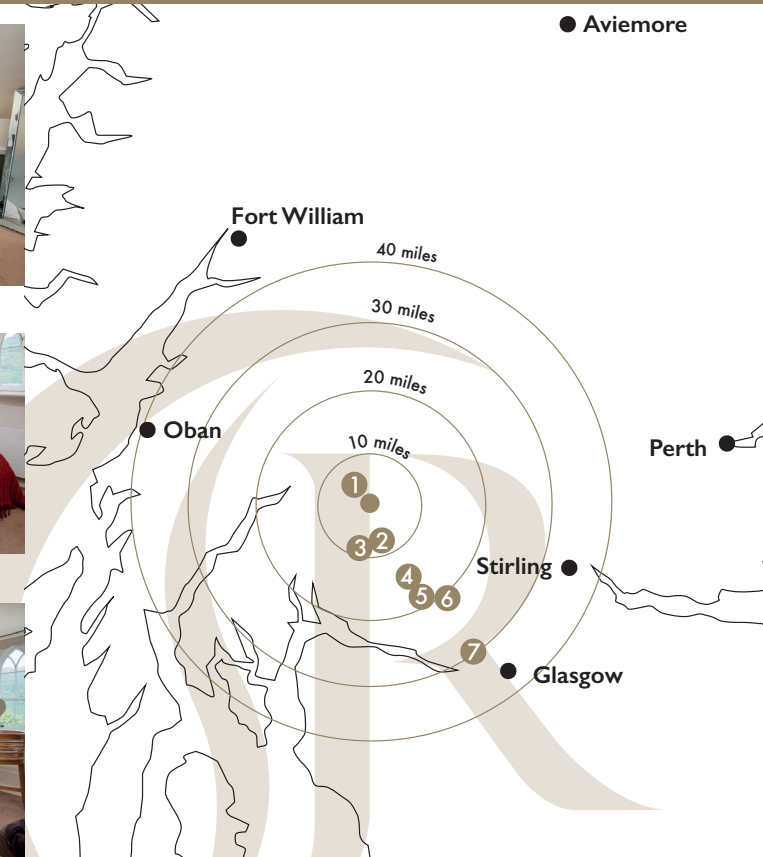 Aviemore
Fort William
40 miles
30 miles
20 miles
Oban
10 miles
Perth
1
3 2
Stirling
4
5 6
7
Glasgow
R